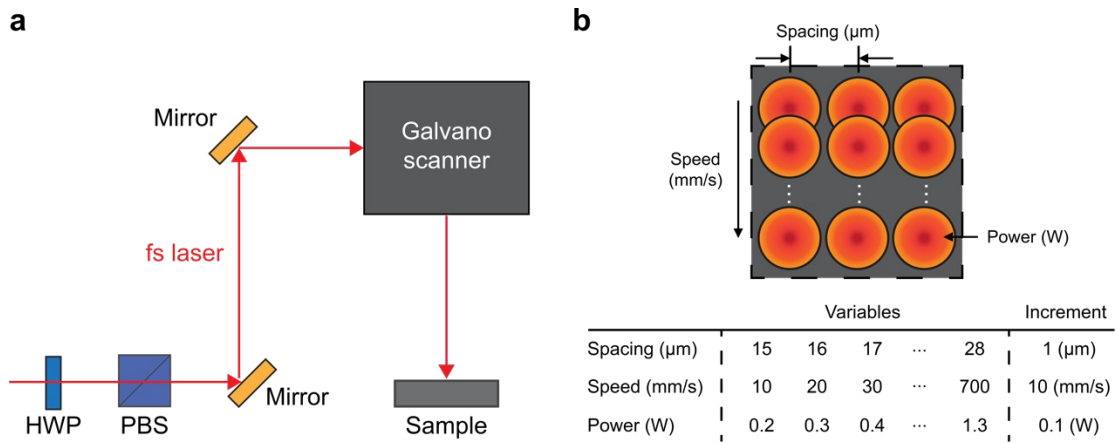 a
Mirror
Galvano
scanner
fs laser
HWP
PBS
Mirror
Sample
b
Spacing (μm)
Speed
(mm/s)
Power (W)
Variables Increment
Spacing (μm) 15 16 17 ··· 28 1 (μm)
Speed (mm/s) 10 20 30 ··· 700 10 (mm/s)
Power (W) 0.2 0.3 0.4 ··· 1.3 0.1 (W)